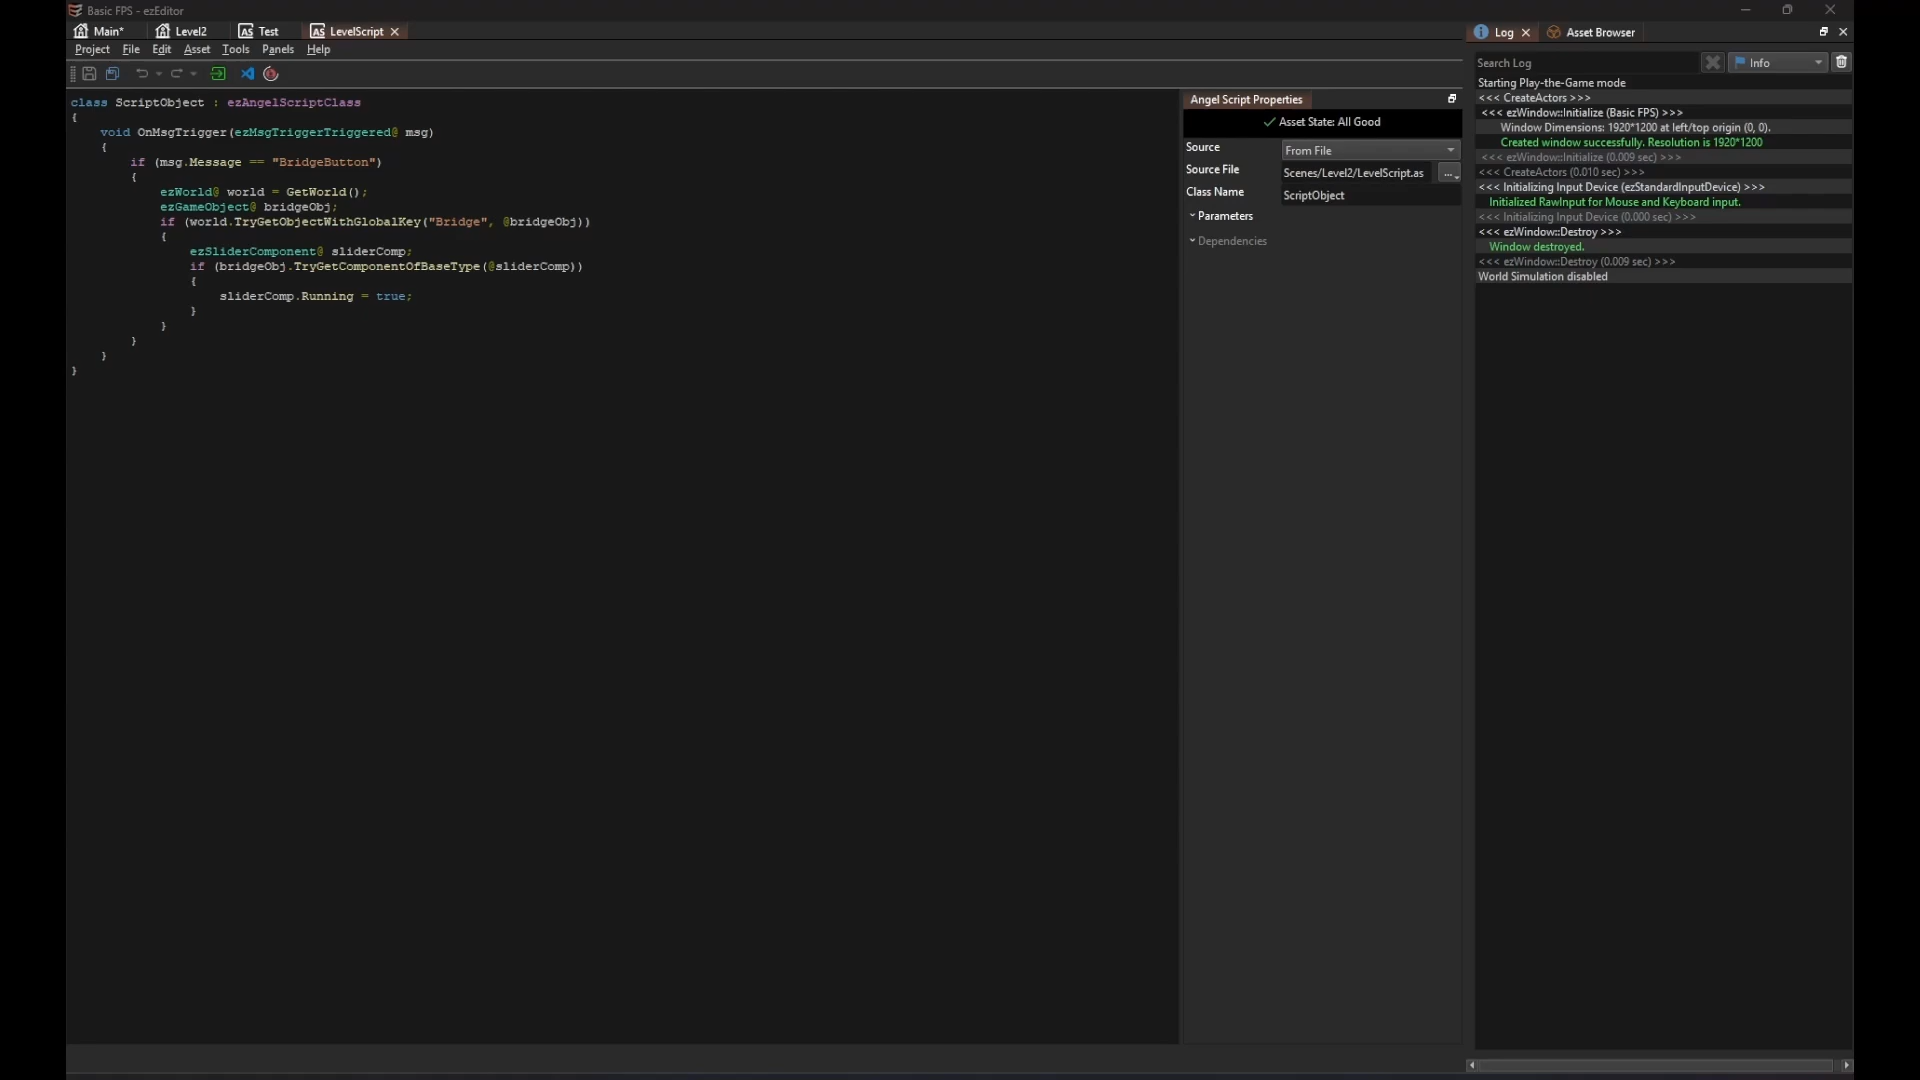 Basic FPS - ezEditor
Main*
Level2
AS Test
AS LevelScript
Project File Edit Asset Tools Panels Help
class ScriptObject : ezAngelScriptClass
{
void OnMsgTrigger(ezMsgTriggerTriggered@ msg)
{
if (msg.Message == "BridgeButton")
{
ezWorld@ world = GetWorld();
ezGameObject@ bridgeObj;
if (world.TryGetObjectWithGlobalKey("Bridge", @bridgeObj))
{
ezSliderComponent@ sliderComp;
if (bridgeObj.TryGetComponentOfBaseType(@sliderComp))
{
sliderComp.Running = true;
}
}
}
}
}
Angel Script Properties
Asset State: All Good
Source From File
Source File Scenes/Level2/LevelScript.as ...
Class Name ScriptObject
Parameters
Dependencies
Log
Asset Browser
Search Log
Info
Starting Play-the-Game mode
<<< CreateActors >>>
<<< ezWindow::Initialize (Basic FPS) >>>
Window Dimensions: 1920*1200 at left/top origin (0, 0).
Created window successfully. Resolution is 1920*1200
<<< ezWindow::Initialize (0.009 sec) >>>
<<< CreateActors (0.010 sec) >>>
<<< Initializing Input Device (ezStandardInputDevice) >>>
Initialized RawInput for Mouse and Keyboard input.
<<< Initializing Input Device (0.000 sec) >>>
<<< ezWindow::Destroy >>>
Window destroyed.
<<< ezWindow::Destroy (0.009 sec) >>>
World Simulation disabled